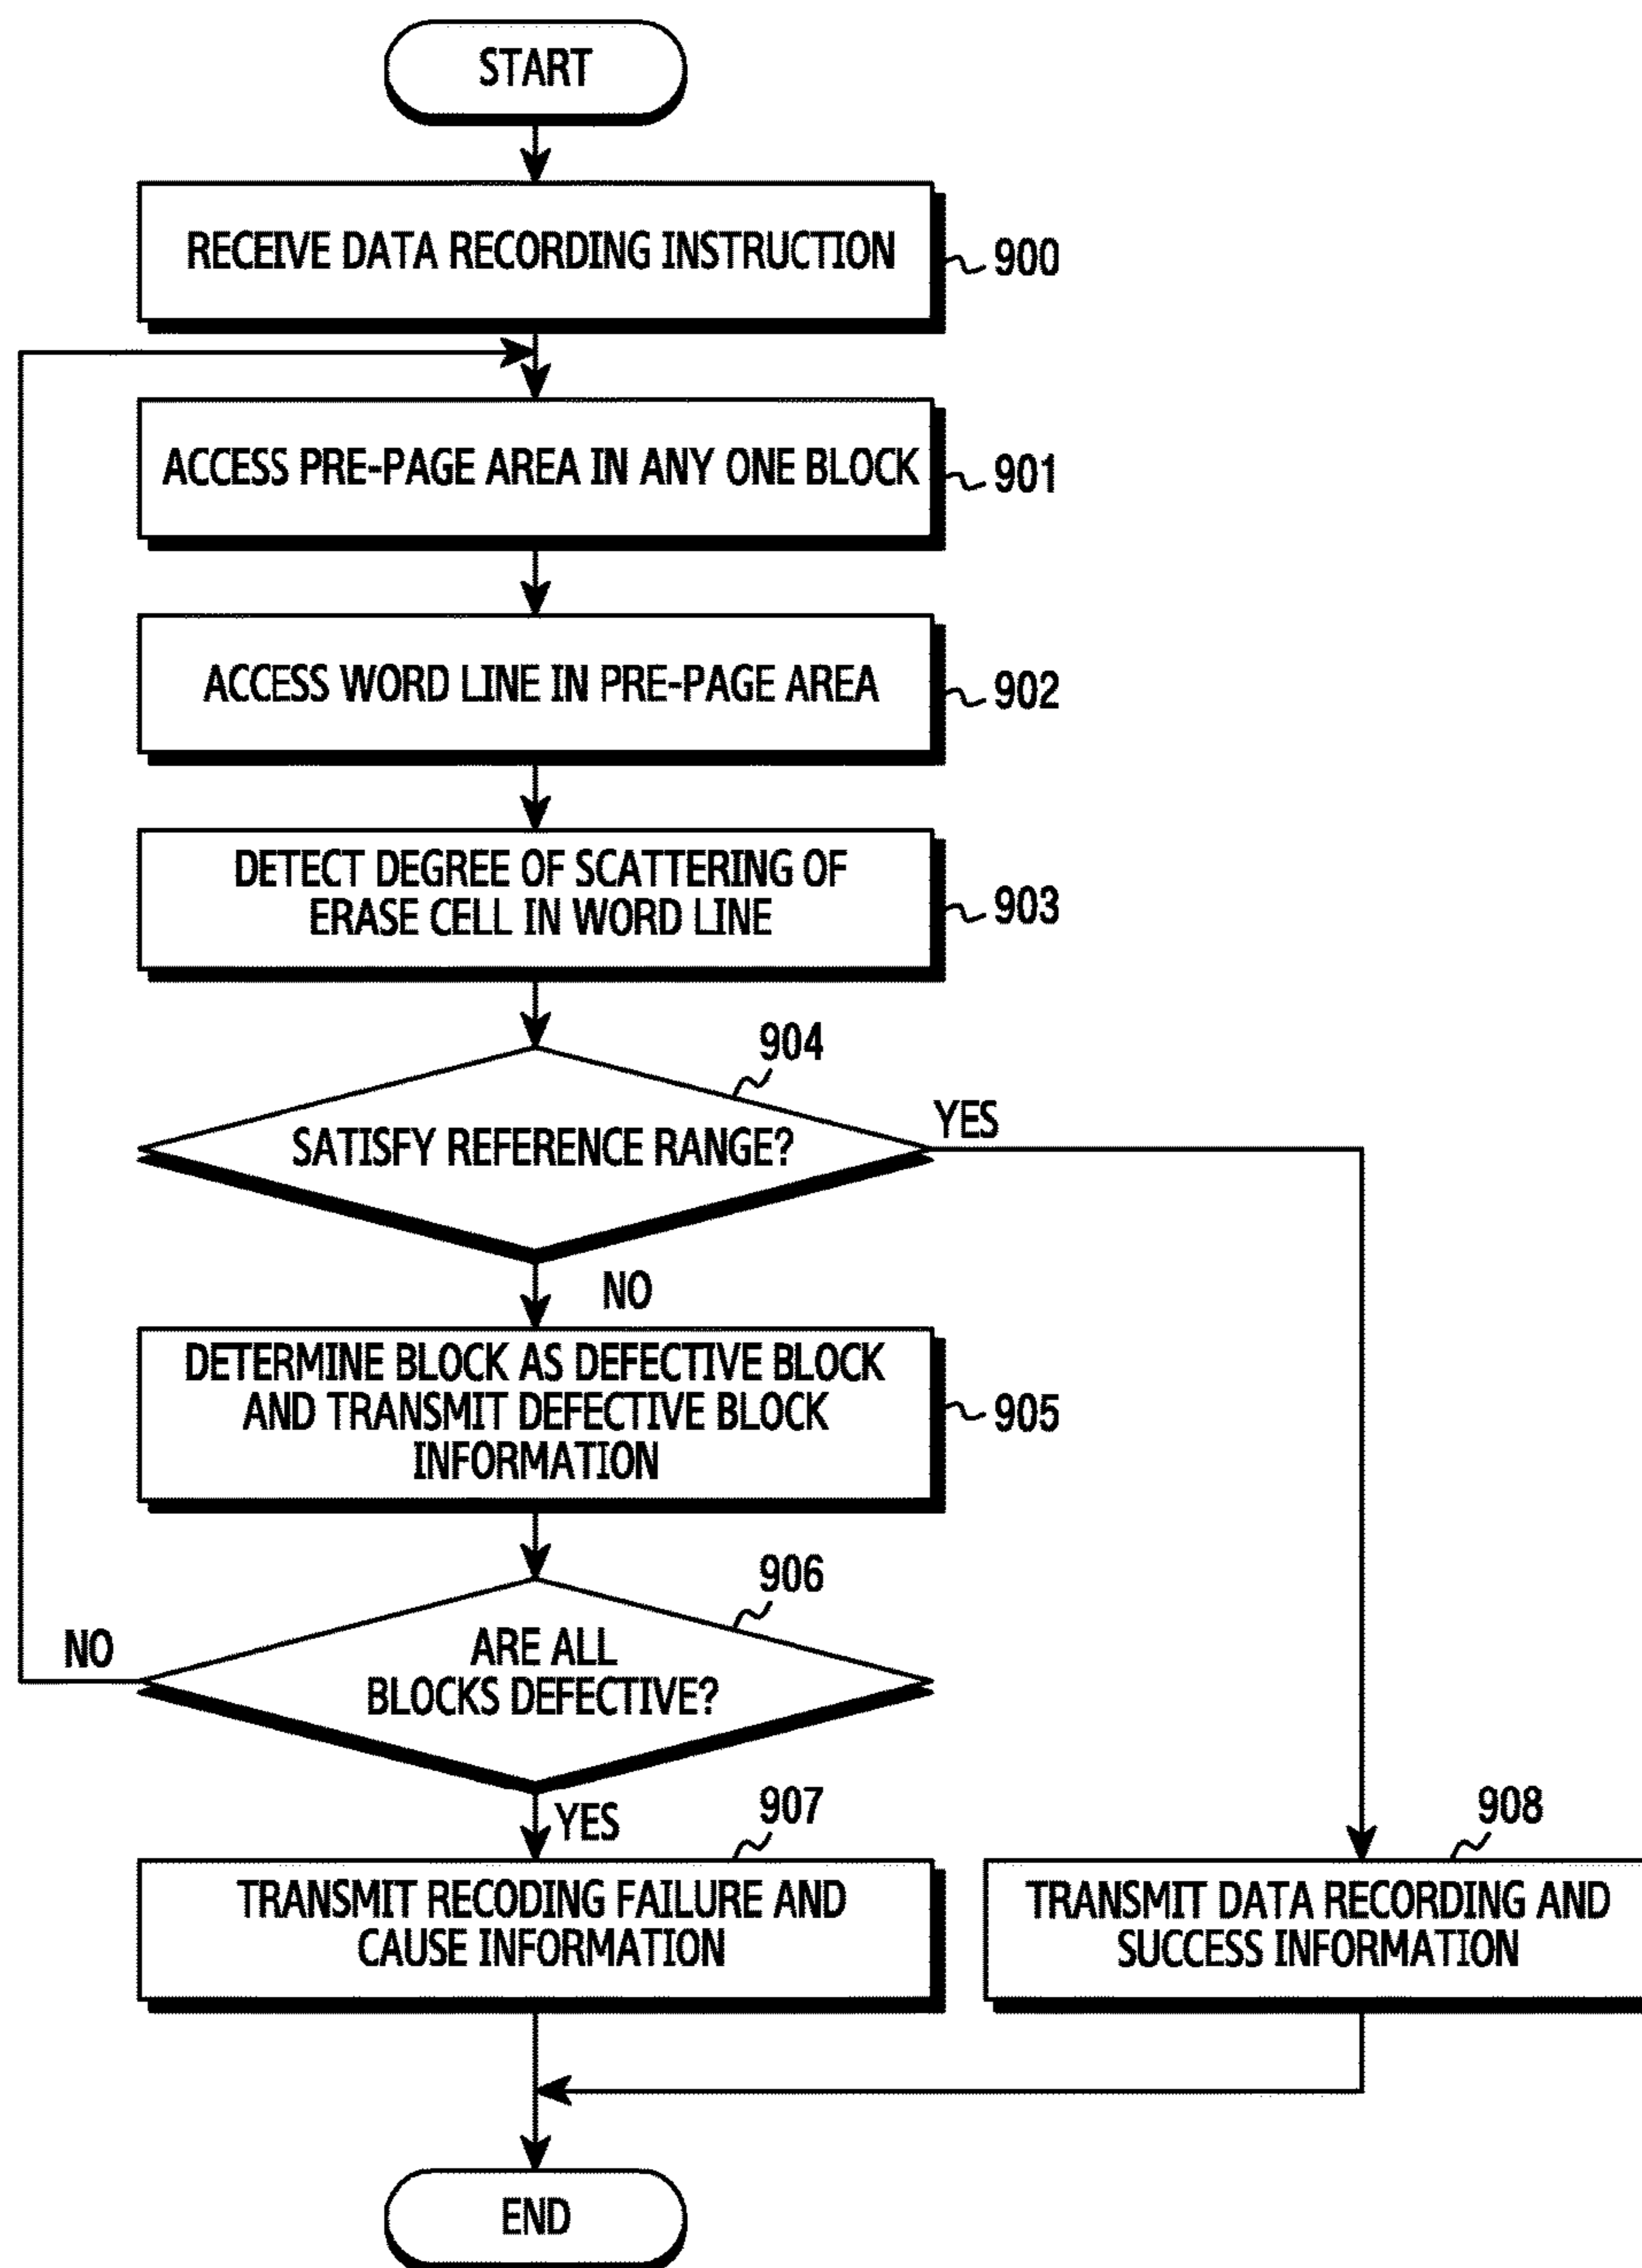 START
RECEIVE DATA RECORDING INSTRUCTION
900
ACCESS PRE-PAGE AREA IN ANY ONE BLOCK
901
ACCESS WORD LINE IN PRE-PAGE AREA
902
DETECT DEGREE OF SCATTERING OF
ERASE CELL IN WORD LINE
903
904
SATISFY REFERENCE RANGE?
YES
NO
DETERMINE BLOCK AS DEFECTIVE BLOCK
AND TRANSMIT DEFECTIVE BLOCK
INFORMATION
905
906
ARE ALL
BLOCKS DEFECTIVE?
NO
YES
907
TRANSMIT RECODING FAILURE AND
CAUSE INFORMATION
908
TRANSMIT DATA RECORDING AND
SUCCESS INFORMATION
END